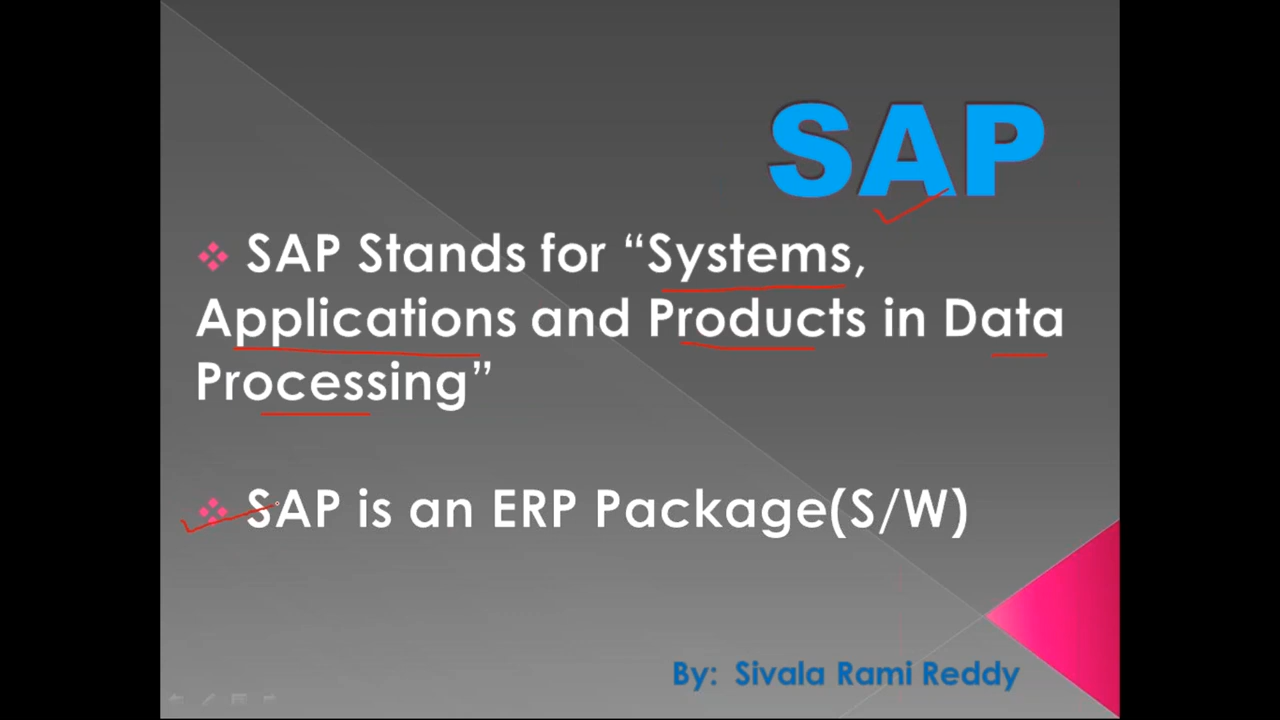 SAP
SAP Stands for “Systems,
Applications and Products in Data
Processing”
SAP is an ERP Package(S/W)
By: Sivala Rami Reddy